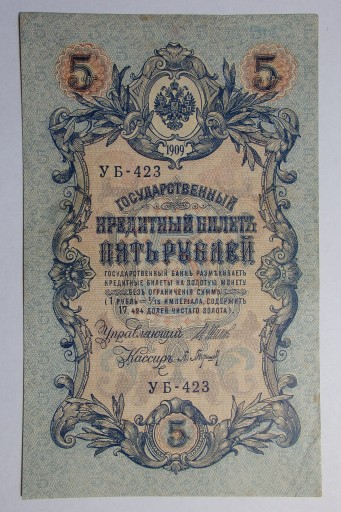 5 5
1909
УБ-423
ГОСУДАРСТВЕННЫЙ
КРЕДИТНЫЙ БИЛЕТЪ
ПЯТЬ РУБЛЕЙ
ГОСУДАРСТВЕННЫЙ БАНКЪ РАЗМѢНИВАЕТЪ
КРЕДИТНЫЕ БИЛЕТЫ НА ЗОЛОТУЮ МОНЕТУ
БЕЗЪ ОГРАНИЧЕНІЯ СУММЫ
(1 РУБЛЬ = 1/15 ИМПЕРІАЛА, СОДЕРЖИТЪ
17,424 ДОЛЕЙ ЧИСТАГО ЗОЛОТА).
Управляющій
Кассиръ
УБ-423
5